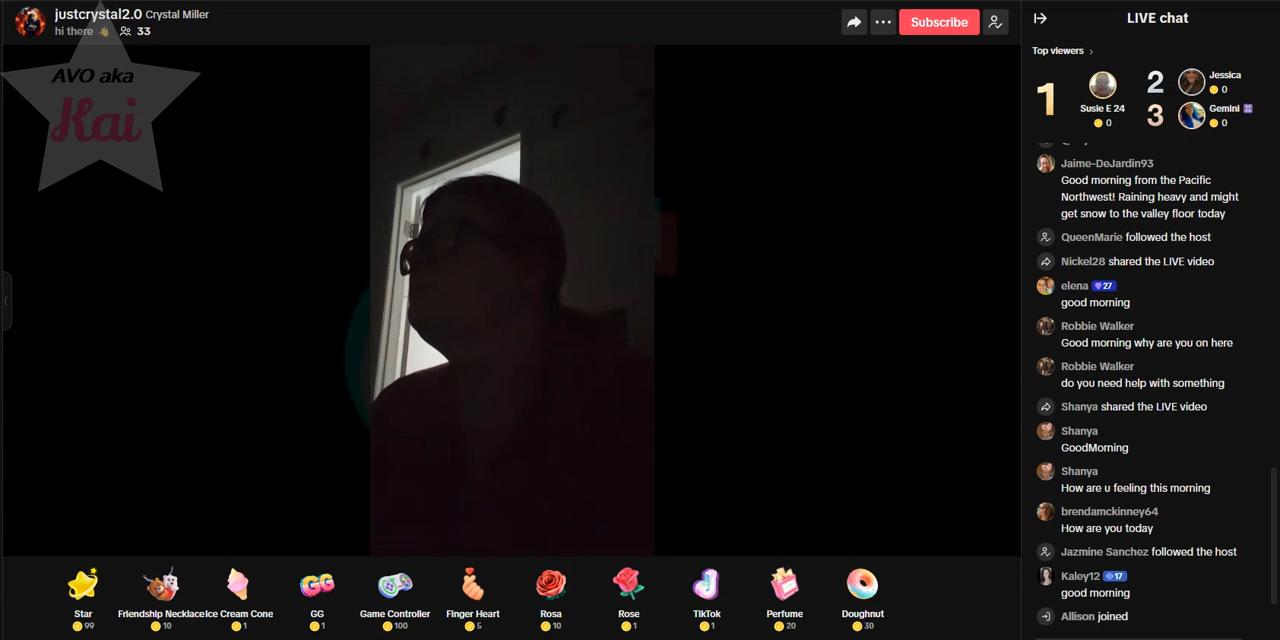 justcrystal2.0 Crystal Miller
hi there 👋 33
Subscribe
AVO aka
Kai
LIVE chat
Top viewers
1
Susie E 24
0
2
Jessica
0
3
Gemini ♊
0
Jaime-DeJardin93
Good morning from the Pacific
Northwest! Raining heavy and might
get snow to the valley floor today
QueenMarie followed the host
Nickel28 shared the LIVE video
elena 27
good morning
Robbie Walker
Good morning why are you on here
Robbie Walker
do you need help with something
Shanya shared the LIVE video
Shanya
GoodMorning
Shanya
How are u feeling this morning
brendamckinney64
How are you today
Jazmine Sanchez followed the host
Kaley12 17
good morning
Allison joined
Star
99
Friendship Necklace
10
Ice Cream Cone
1
GG
1
Game Controller
100
Finger Heart
5
Rosa
10
Rose
1
TikTok
1
Perfume
20
Doughnut
30